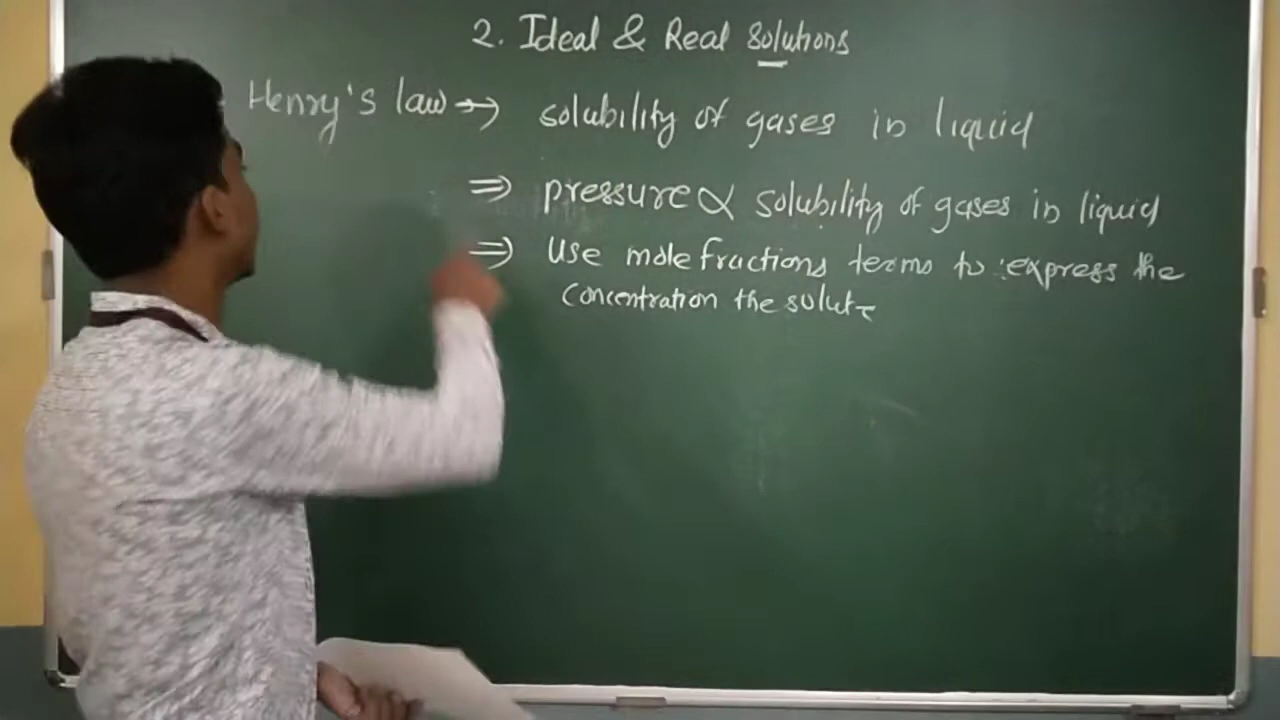 2. Ideal & Real Solutions
Henry's law → solubility of gases in liquid
⇒ pressure ∝ solubility of gases in liquid
⇒ Use mole fractions terms to express the
Concentration the solute